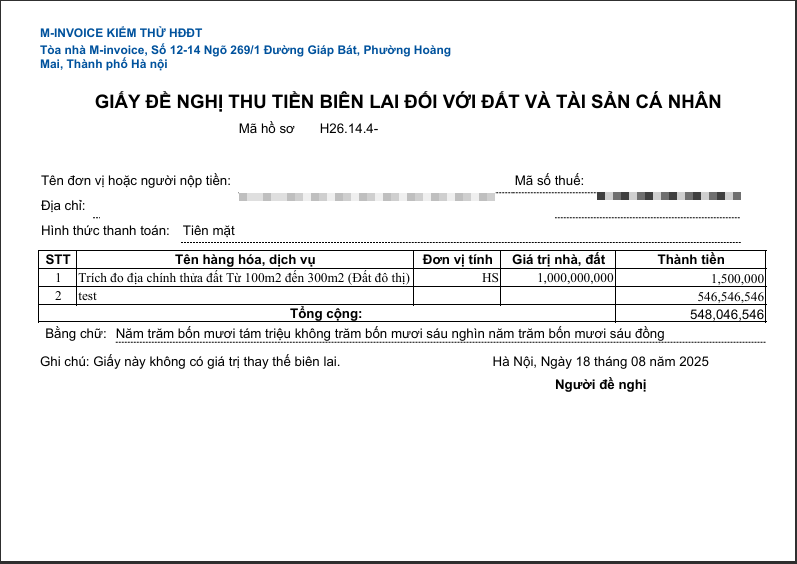 M-INVOICE KIỂM THỬ HĐĐT
Tòa nhà M-invoice, Số 12-14 Ngõ 269/1 Đường Giáp Bát, Phường Hoàng
Mai, Thành phố Hà nội
GIẤY ĐỀ NGHỊ THU TIỀN BIÊN LAI ĐỐI VỚI ĐẤT VÀ TÀI SẢN CÁ NHÂN
Mã hồ sơ H26.14.4-
Tên đơn vị hoặc người nộp tiền: Mã số thuế:
Địa chỉ:
Hình thức thanh toán: Tiên mặt
STT Tên hàng hóa, dịch vụ Đơn vị tính Giá trị nhà, đất Thành tiền
1 Trích đo địa chính thửa đất Từ 100m2 đến 300m2 (Đất đô thị) HS 1,000,000,000 1,500,000
2 test 546,546,546
Tổng cộng: 548,046,546
Bằng chữ: Năm trăm bốn mươi tám triệu không trăm bốn mươi sáu nghìn năm trăm bốn mươi sáu đồng
Ghi chú: Giấy này không có giá trị thay thế biên lai. Hà Nội, Ngày 18 tháng 08 năm 2025
Người đề nghị